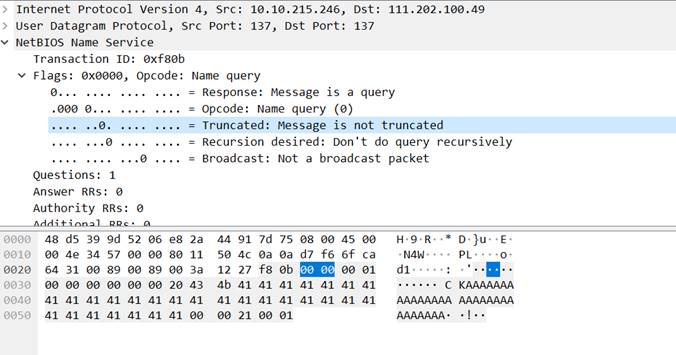 Internet Protocol Version 4, Src: 10.10.215.246, Dst: 111.202.100.49
User Datagram Protocol, Src Port: 137, Dst Port: 137
NetBIOS Name Service
Transaction ID: 0xf80b
Flags: 0x0000, Opcode: Name query
0... .... .... .... = Response: Message is a query
.000 0... .... .... = Opcode: Name query (0)
.... ..0. .... .... = Truncated: Message is not truncated
.... ...0 .... .... = Recursion desired: Don't do query recursively
.... .... ...0 .... = Broadcast: Not a broadcast packet
Questions: 1
Answer RRs: 0
Authority RRs: 0
Additional RRs: 0
0000 48 d5 39 9d 52 06 e8 2a 44 91 7d 75 08 00 45 00 H·9·R··* D·}u··E·
0010 00 4e 34 57 00 00 80 11 50 4c 0a 0a d7 f6 6f ca ·N4W···· PL····o·
0020 64 31 00 89 00 89 00 3a 12 27 f8 0b 00 00 00 01 d1·····: ·'······
0030 00 00 00 00 00 00 20 43 4b 41 41 41 41 41 41 41 ······ C KAAAAAAA
0040 41 41 41 41 41 41 41 41 41 41 41 41 41 41 41 41 AAAAAAAA AAAAAAAA
0050 41 41 41 41 41 41 41 00 00 21 00 01 AAAAAAA· ·!··